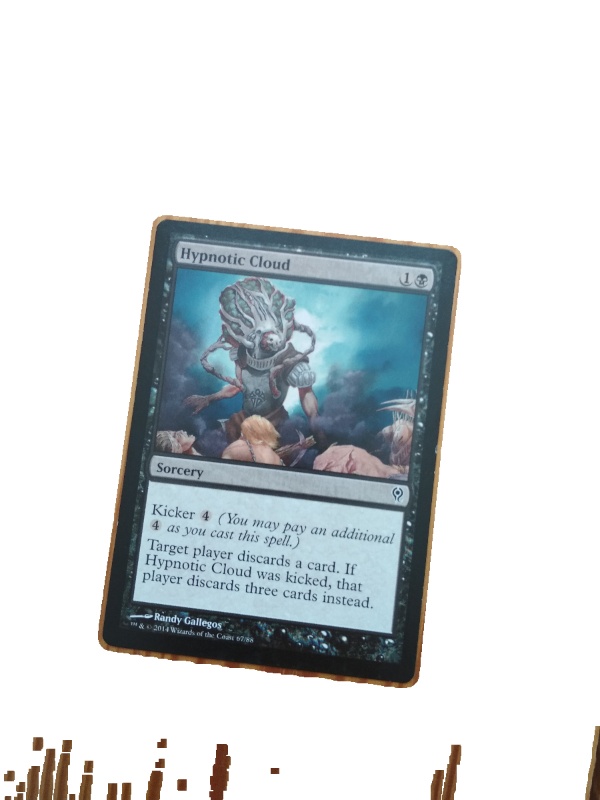 Hypnotic Cloud
1
Sorcery
Kicker 4 (You may pay an additional
4 as you cast this spell.)
Target player discards a card. If
Hypnotic Cloud was kicked, that
player discards three cards instead.
Randy Gallegos
™ & © 2014 Wizards of the Coast 67/88